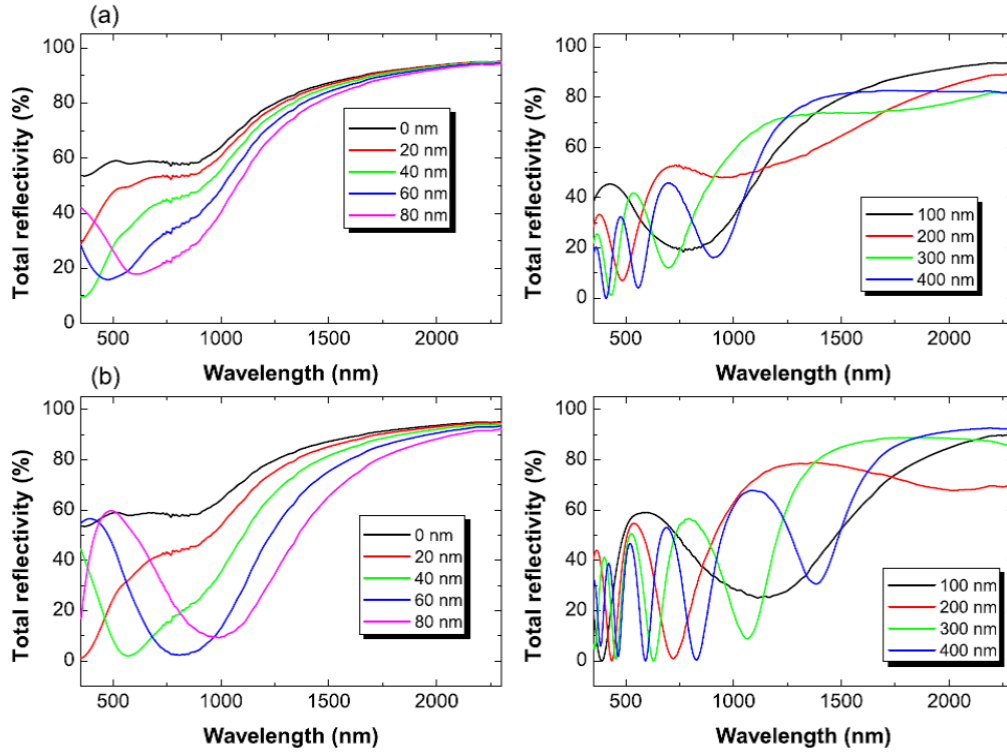 (a)
100
80
60
40
20
0
500
1000
1500
2000
Total reflectivity (%)
Wavelength (nm)
0 nm
20 nm
40 nm
60 nm
80 nm
100
80
60
40
20
0
500
1000
1500
2000
Total reflectivity (%)
Wavelength (nm)
100 nm
200 nm
300 nm
400 nm
(b)
100
80
60
40
20
0
500
1000
1500
2000
Total reflectivity (%)
Wavelength (nm)
0 nm
20 nm
40 nm
60 nm
80 nm
100
80
60
40
20
0
500
1000
1500
2000
Total reflectivity (%)
Wavelength (nm)
100 nm
200 nm
300 nm
400 nm